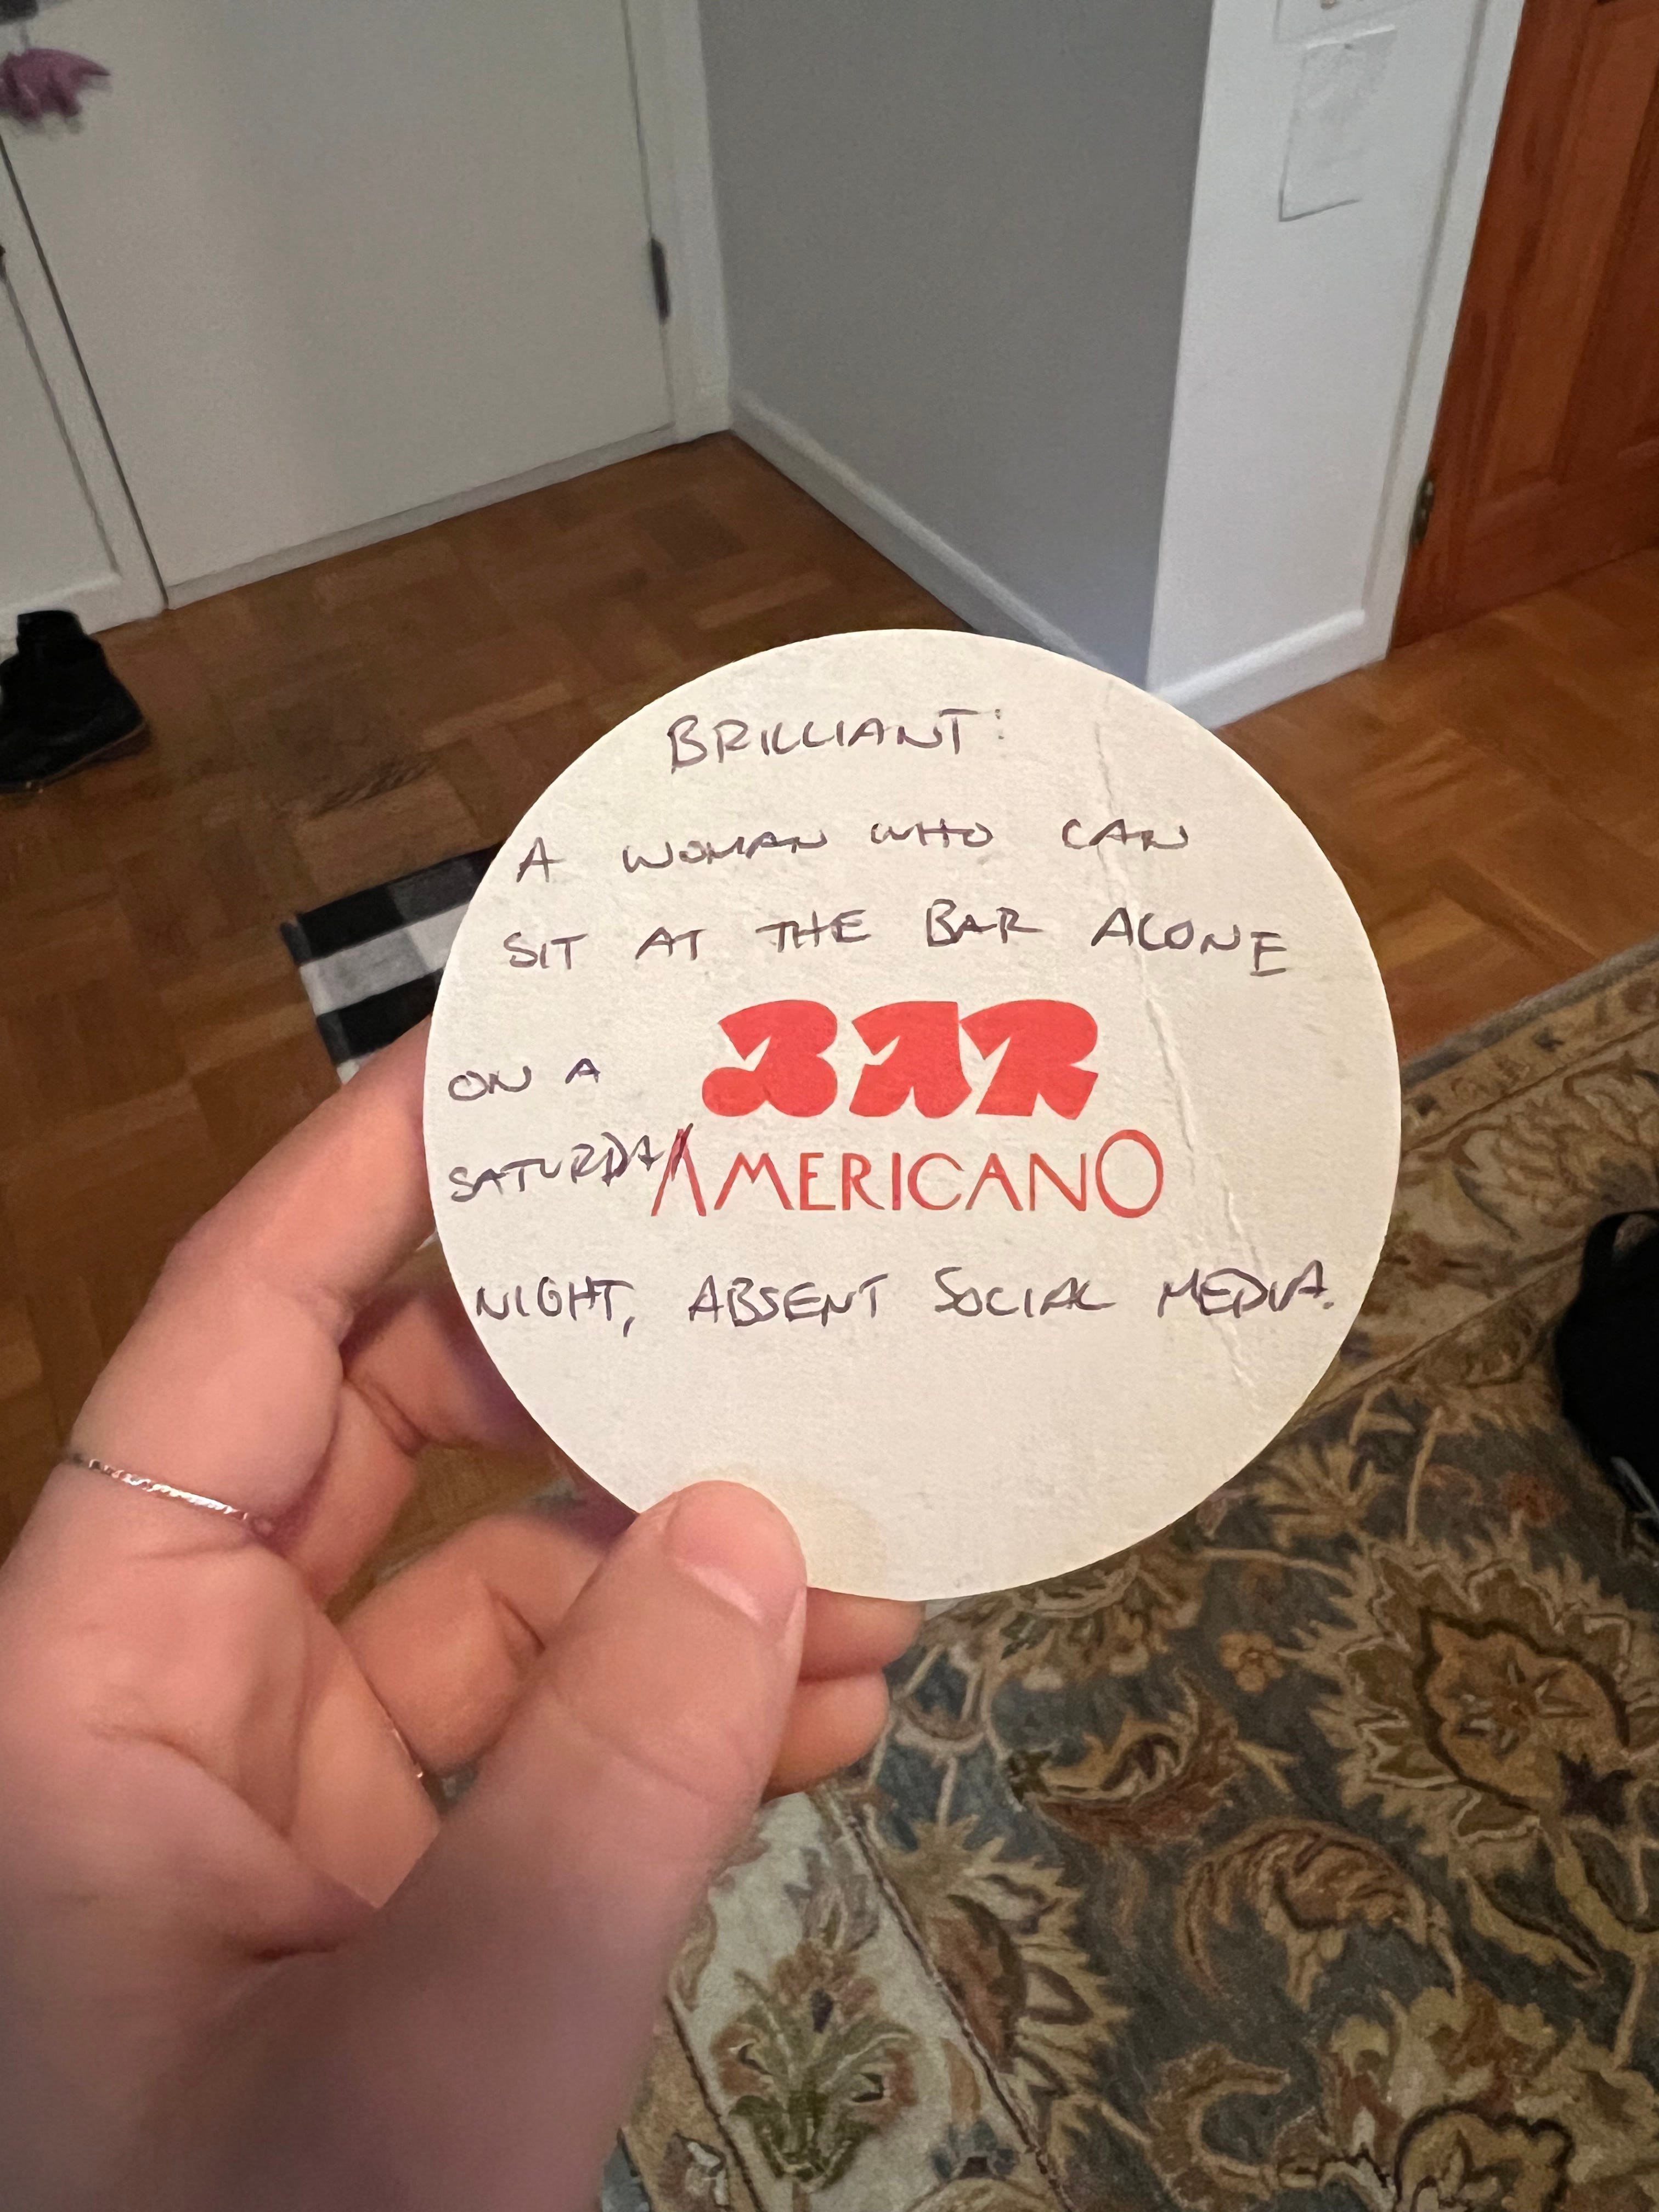 BRILLIANT:
A WOMAN WHO CAN
SIT AT THE BAR ALONE
BAR
ON A
SATURDAY
AMERICANO
NIGHT, ABSENT SOCIAL MEDIA.